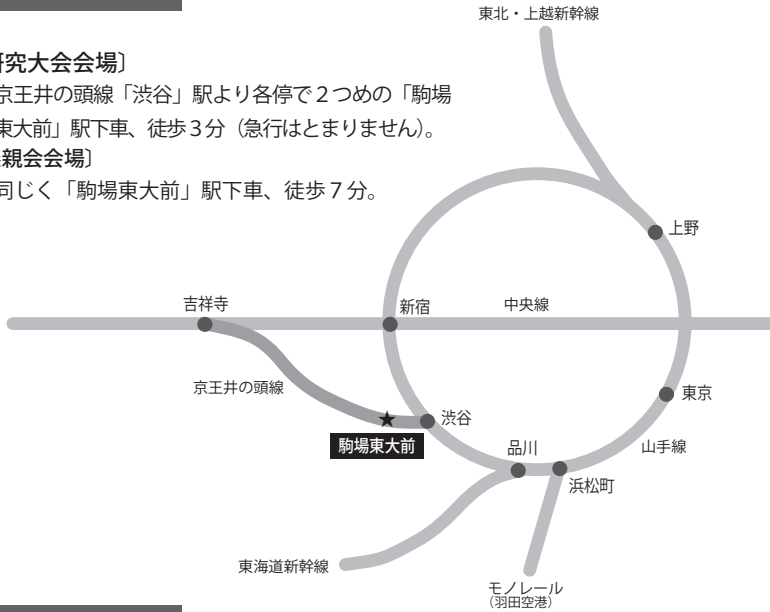 東北・上越新幹線
研究大会会場〕
京王井の頭線「渋谷」駅より各停で２つめの「駒場
東大前」駅下車、徒歩３分（急行はとまりません）。
親会会場〕
同じく「駒場東大前」駅下車、徒歩７分。
上野
吉祥寺
新宿
中央線
京王井の頭線
東京
渋谷
駒場東大前
品川
山手線
浜松町
東海道新幹線
モノレール
（羽田空港）